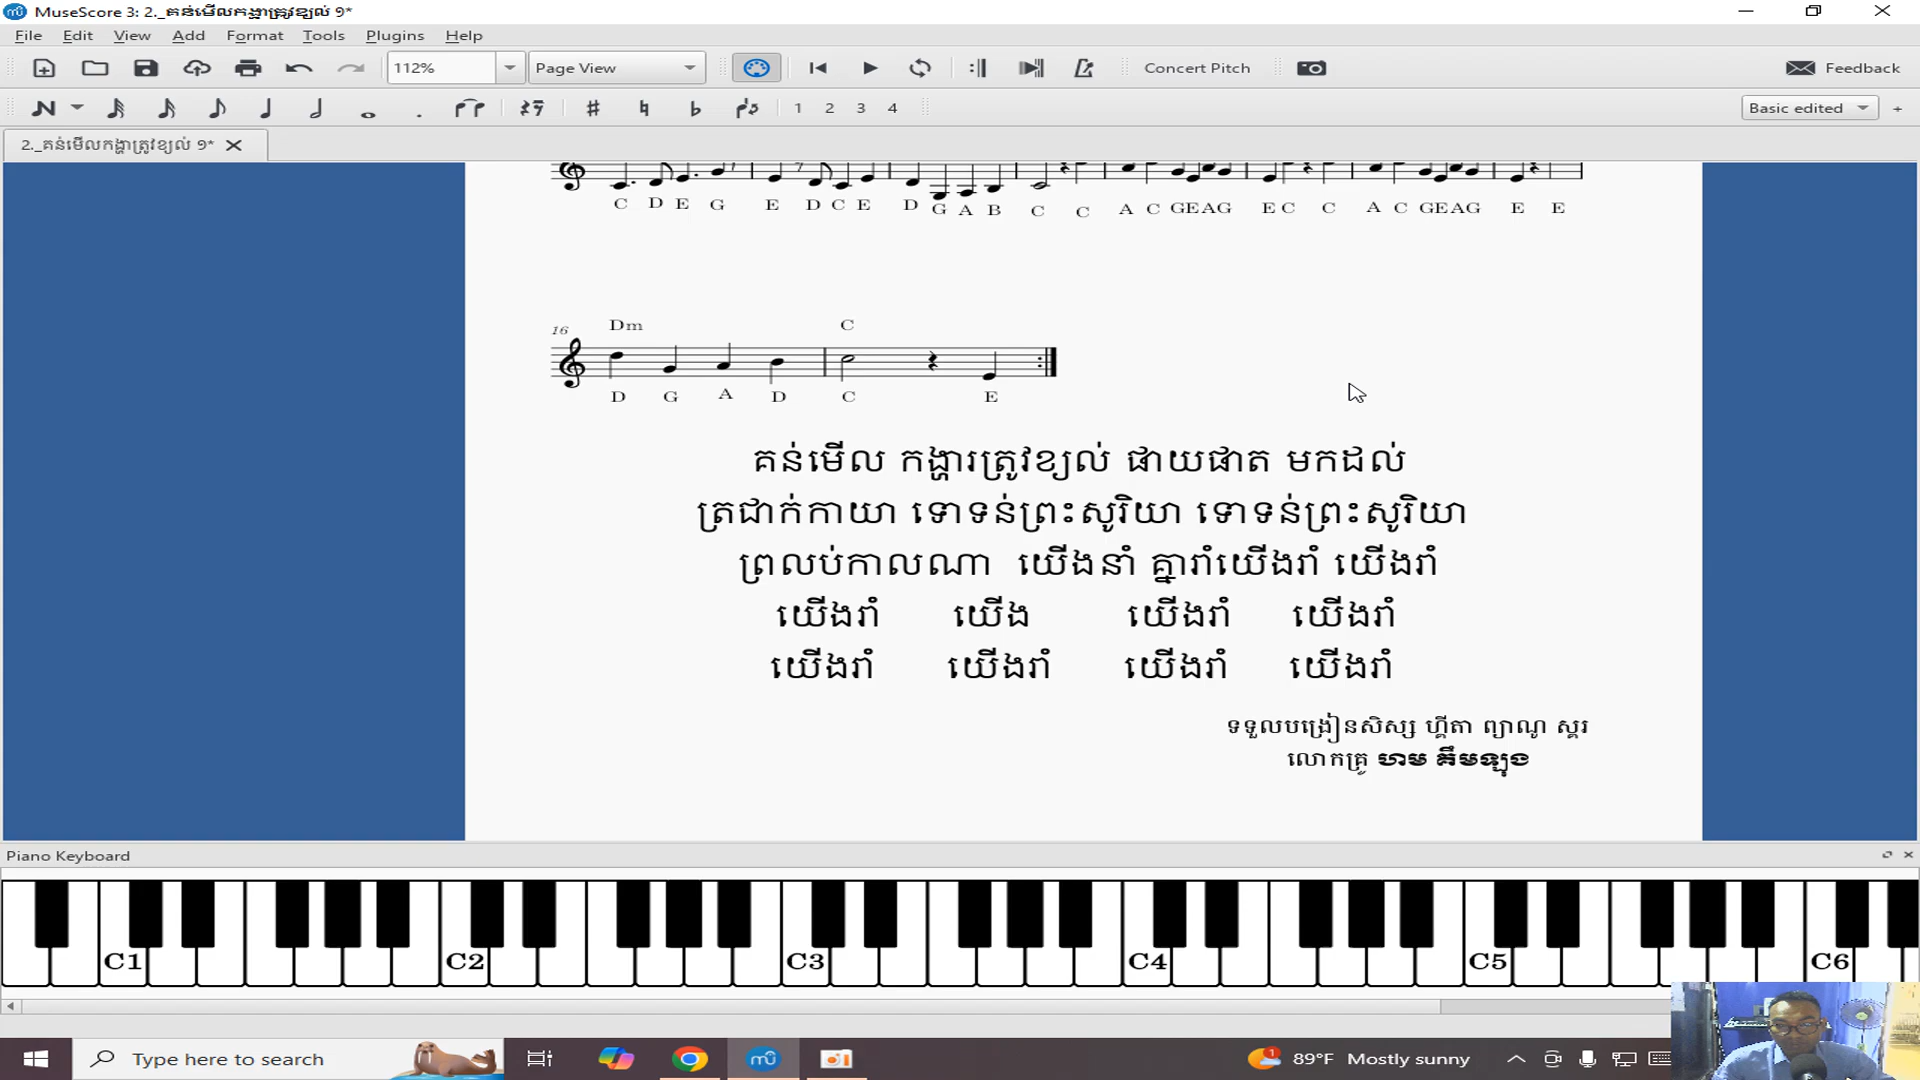 MuseScore 3: 2._គន់មើលកង្ហាត្រូវខ្យល់ ១*
File Edit View Add Format Tools Plugins Help
112% Page View Concert Pitch Feedback
1 2 3 4 Basic edited
2._គន់មើលកង្ហាត្រូវខ្យល់ ១*
C D E G E D C E D G A B C C A C GEAG E C C A C GEAG E E
16 Dm C
D G A D C E
គន់មើល កង្ហារត្រូវខ្យល់ ផាយផាត មកដល់
ត្រជាក់កាយា ទោទន់ព្រះសូរិយា ទោទន់ព្រះសូរិយា
ព្រលប់កាលណា យើងនាំ គ្នារាំយើងរាំ យើងរាំ
យើងរាំ យើង យើងរាំ យើងរាំ
យើងរាំ យើងរាំ យើងរាំ យើងរាំ
ទទួលបង្រៀនសិស្ស ហ្គីតា ព្យាណូ ស្គរ
លោកគ្រូ ហម គឹមឡុង
Piano Keyboard
C1 C2 C3 C4 C5 C6
Type here to search 89°F Mostly sunny